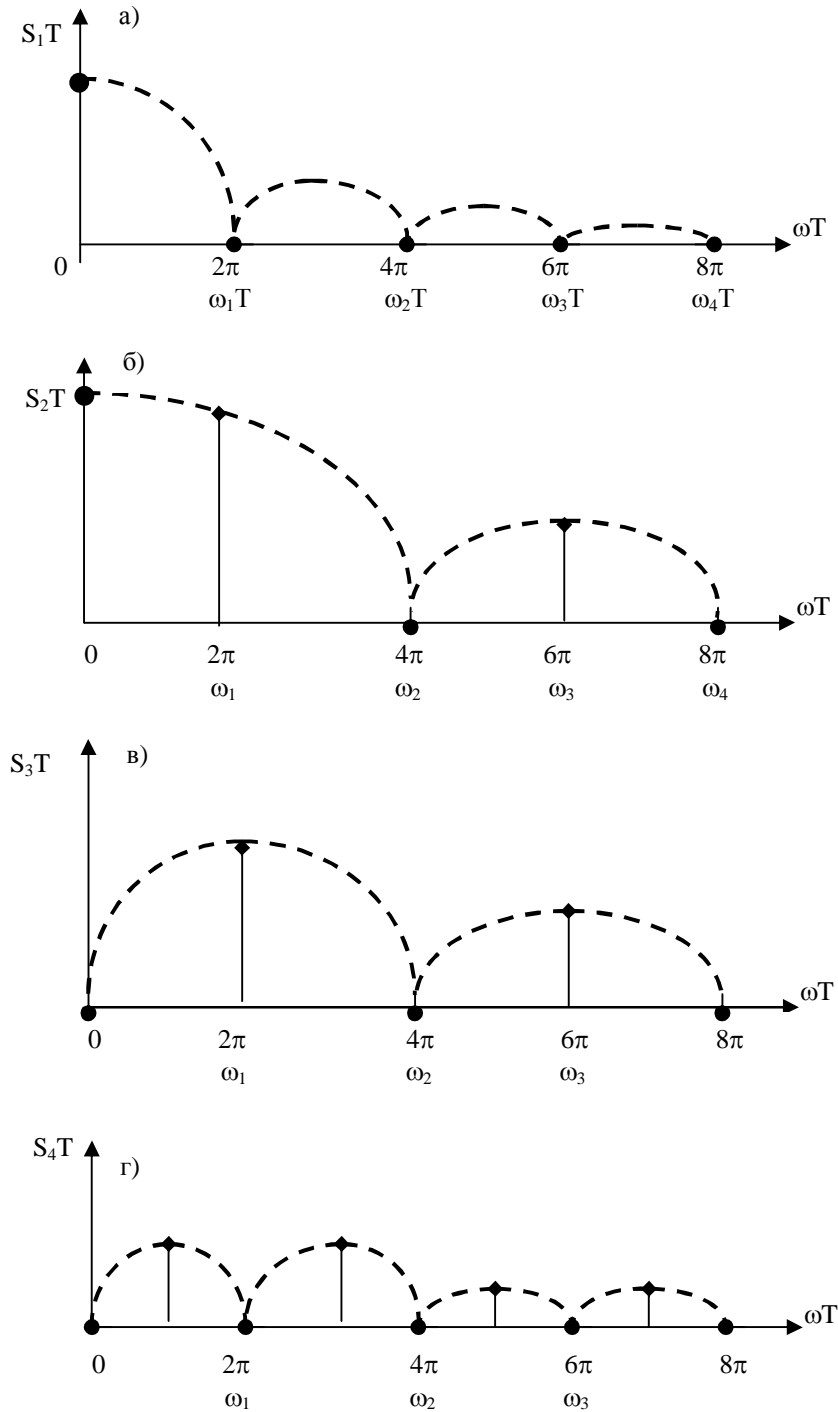 а)
S₁T
ωT
0 2π 4π 6π 8π
ω₁T ω₂T ω₃T ω₄T
б)
S₂T
ωT
0 2π 4π 6π 8π
ω₁ ω₂ ω₃ ω₄
в)
S₃T
ωT
0 2π 4π 6π 8π
ω₁ ω₂ ω₃
S₄T
г)
ωT
0 2π 4π 6π 8π
ω₁ ω₂ ω₃